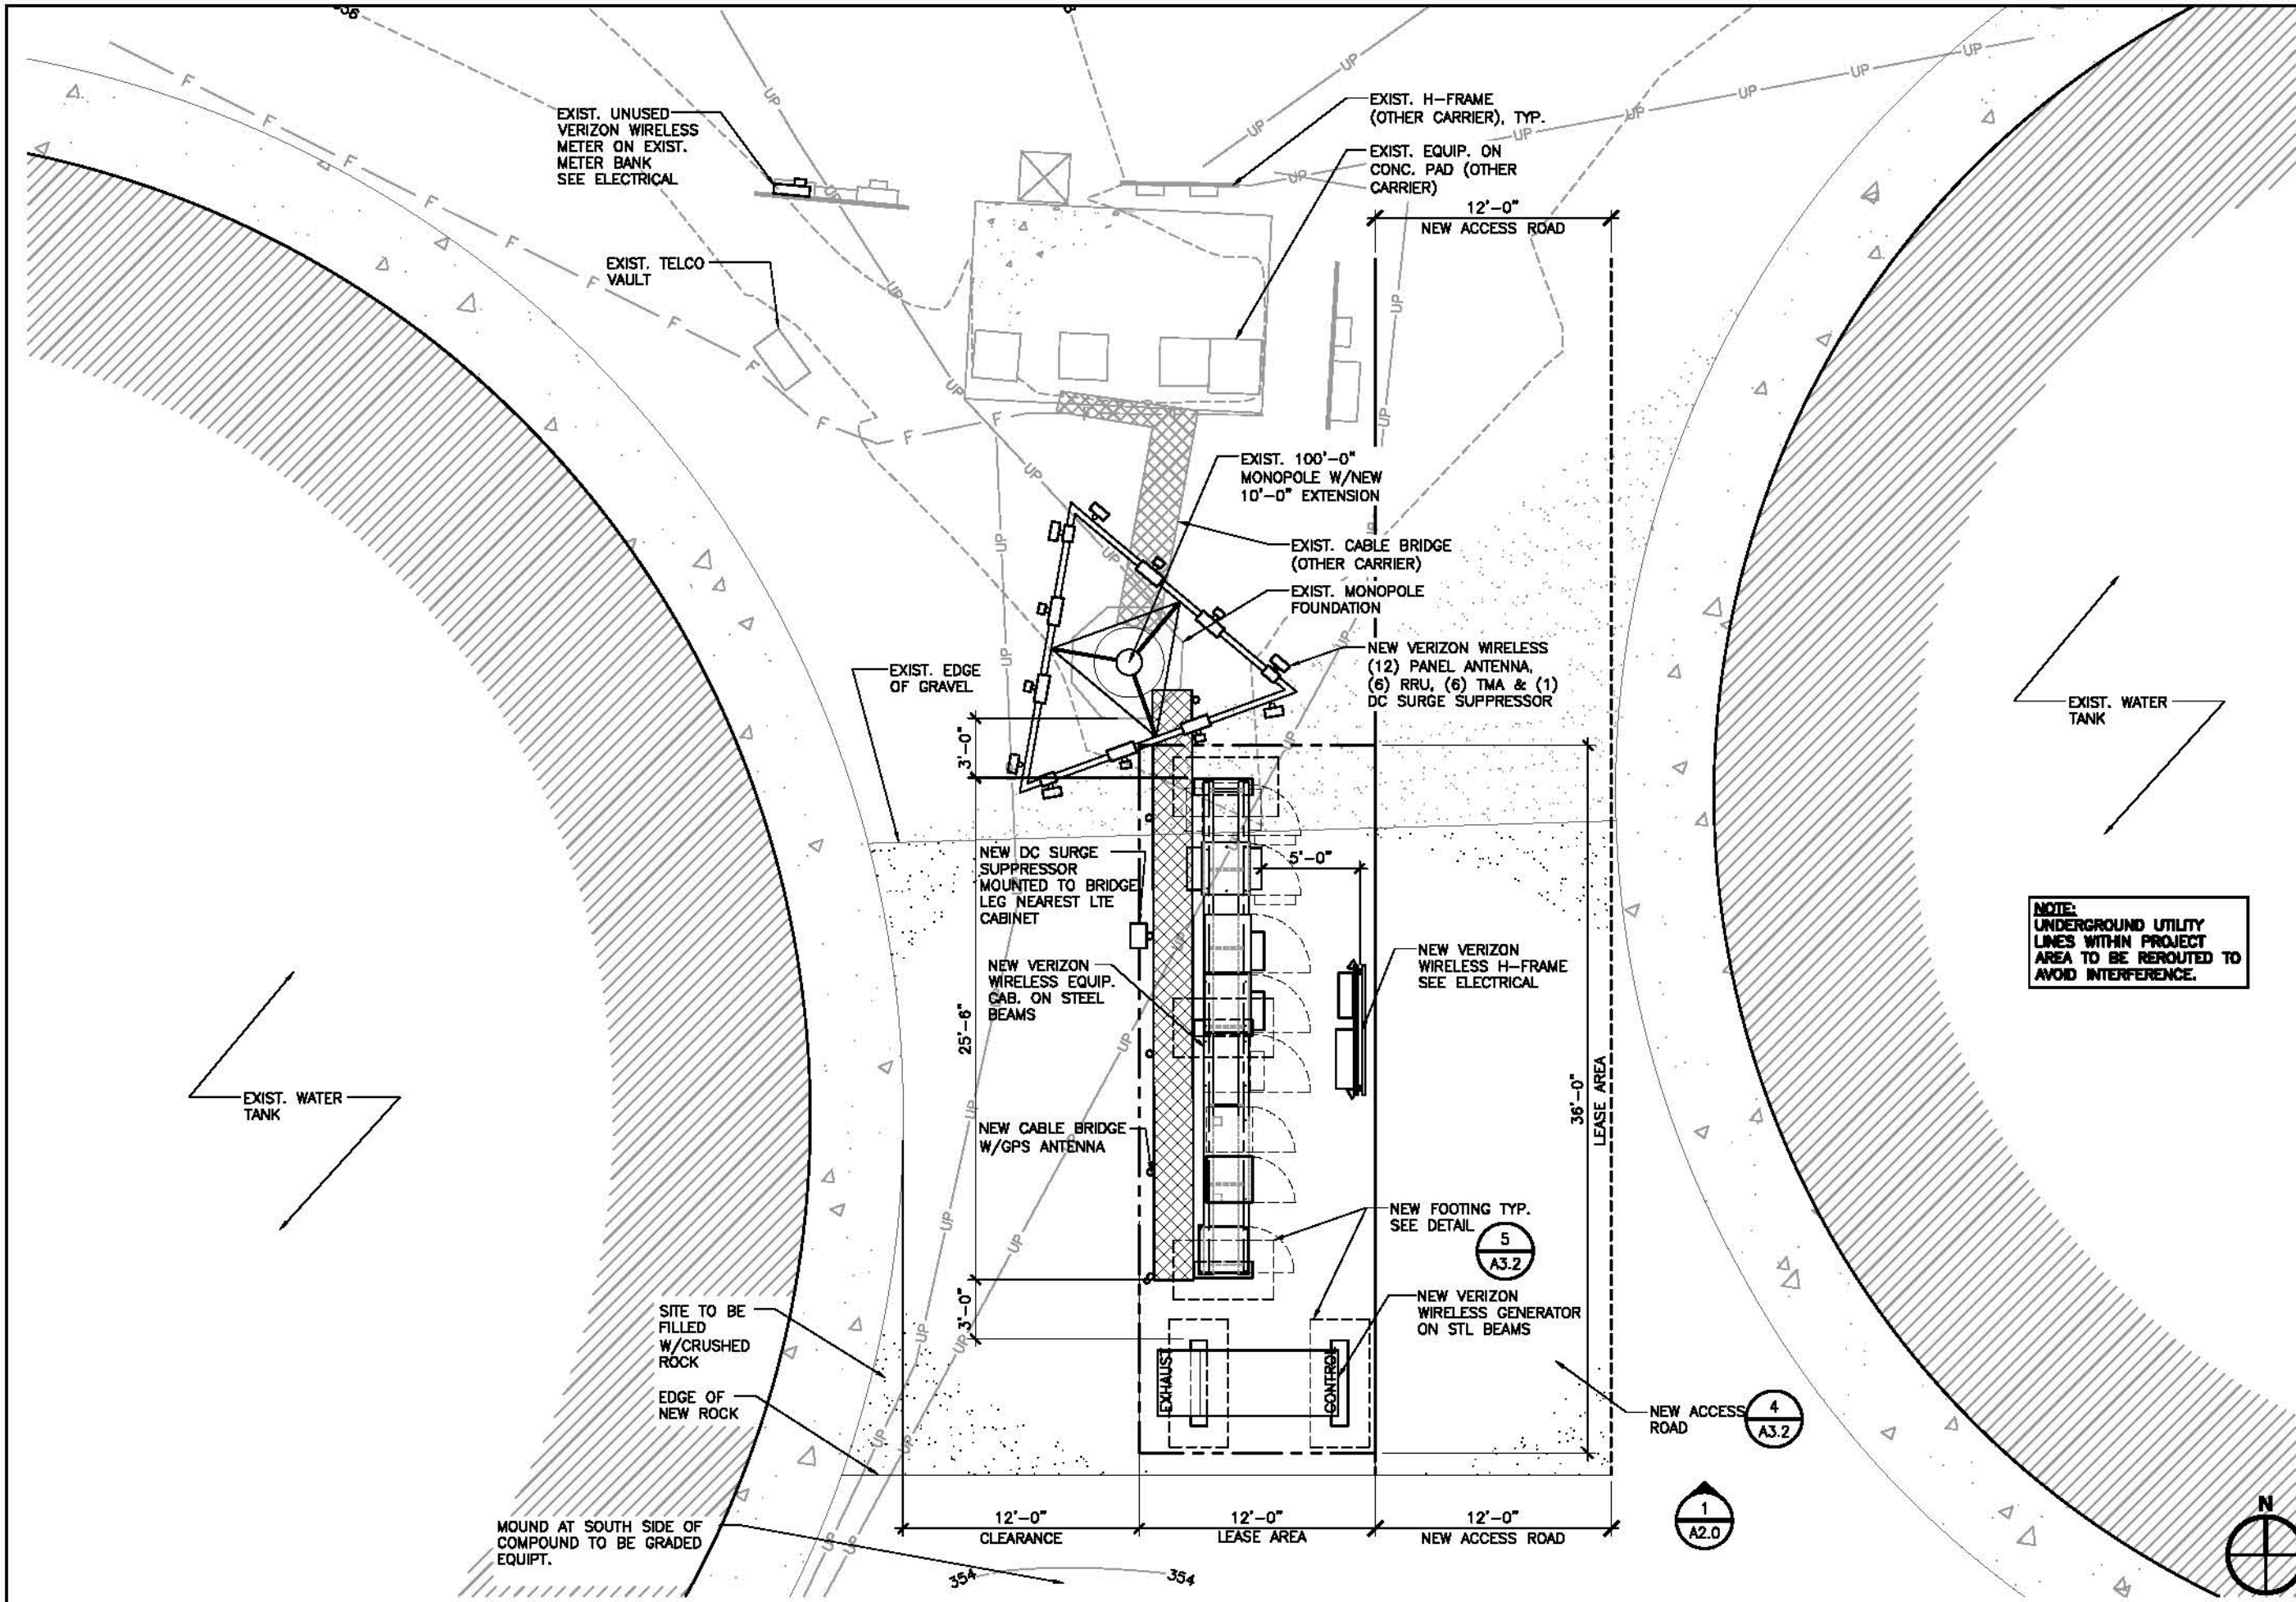 EXIST. UNUSED
VERIZON WIRELESS
METER ON EXIST.
METER BANK
SEE ELECTRICAL
EXIST. H-FRAME
(OTHER CARRIER), TYP.
EXIST. EQUIP. ON
CONC. PAD (OTHER
CARRIER)
12'-0"
NEW ACCESS ROAD
EXIST. TELCO
VAULT
EXIST. 100'-0"
MONOPOLE W/NEW
10'-0" EXTENSION
EXIST. CABLE BRIDGE
(OTHER CARRIER)
EXIST. MONOPOLE
FOUNDATION
NEW VERIZON WIRELESS
(12) PANEL ANTENNA,
(6) RRU, (6) TMA & (1)
DC SURGE SUPPRESSOR
EXIST. EDGE
OF GRAVEL
EXIST. WATER
TANK
3'-0"
NEW DC SURGE
SUPPRESSOR
MOUNTED TO BRIDGE
LEG NEAREST LTE
CABINET
5'-0"
NOTE:
UNDERGROUND UTILITY
LINES WITHIN PROJECT
AREA TO BE REROUTED TO
AVOID INTERFERENCE.
NEW VERIZON
WIRELESS EQUIP.
CAB. ON STEEL
BEAMS
NEW VERIZON
WIRELESS H-FRAME
SEE ELECTRICAL
25'-6"
36'-0"
LEASE AREA
EXIST. WATER
TANK
NEW CABLE BRIDGE
W/GPS ANTENNA
NEW FOOTING TYP.
SEE DETAIL
5
A3.2
3'-0"
NEW VERIZON
WIRELESS GENERATOR
ON STL BEAMS
SITE TO BE
FILLED
W/CRUSHED
ROCK
EXHAUST
CONTROL
EDGE OF
NEW ROCK
NEW ACCESS
ROAD
4
A3.2
12'-0"
CLEARANCE
12'-0"
LEASE AREA
12'-0"
NEW ACCESS ROAD
1
A2.0
N
MOUND AT SOUTH SIDE OF
COMPOUND TO BE GRADED
EQUIPT.
354
354